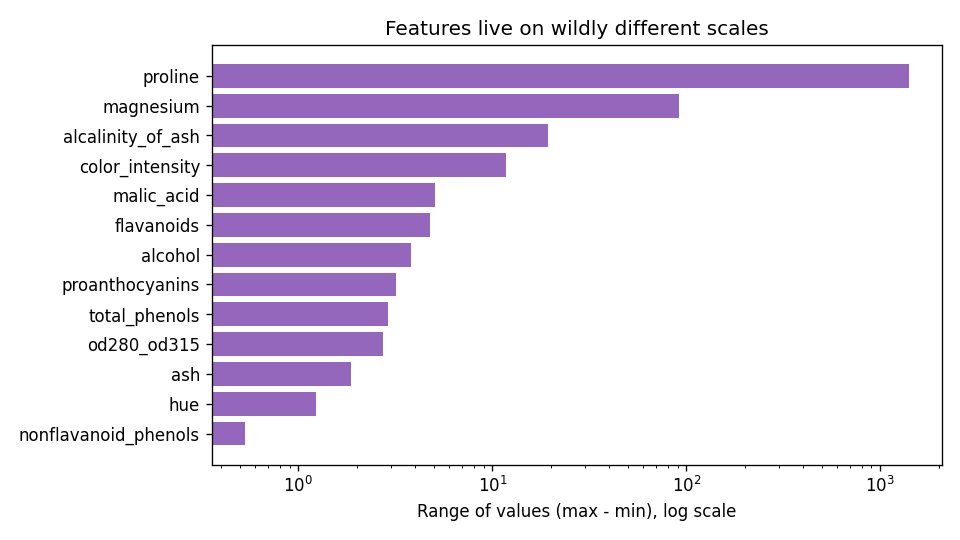 Features live on wildly different scales
proline
magnesium
alcalinity_of_ash
color_intensity
malic_acid
flavanoids
alcohol
proanthocyanins
total_phenols
od280_od315
ash
hue
nonflavanoid_phenols
10⁰ 10¹ 10² 10³
Range of values (max - min), log scale